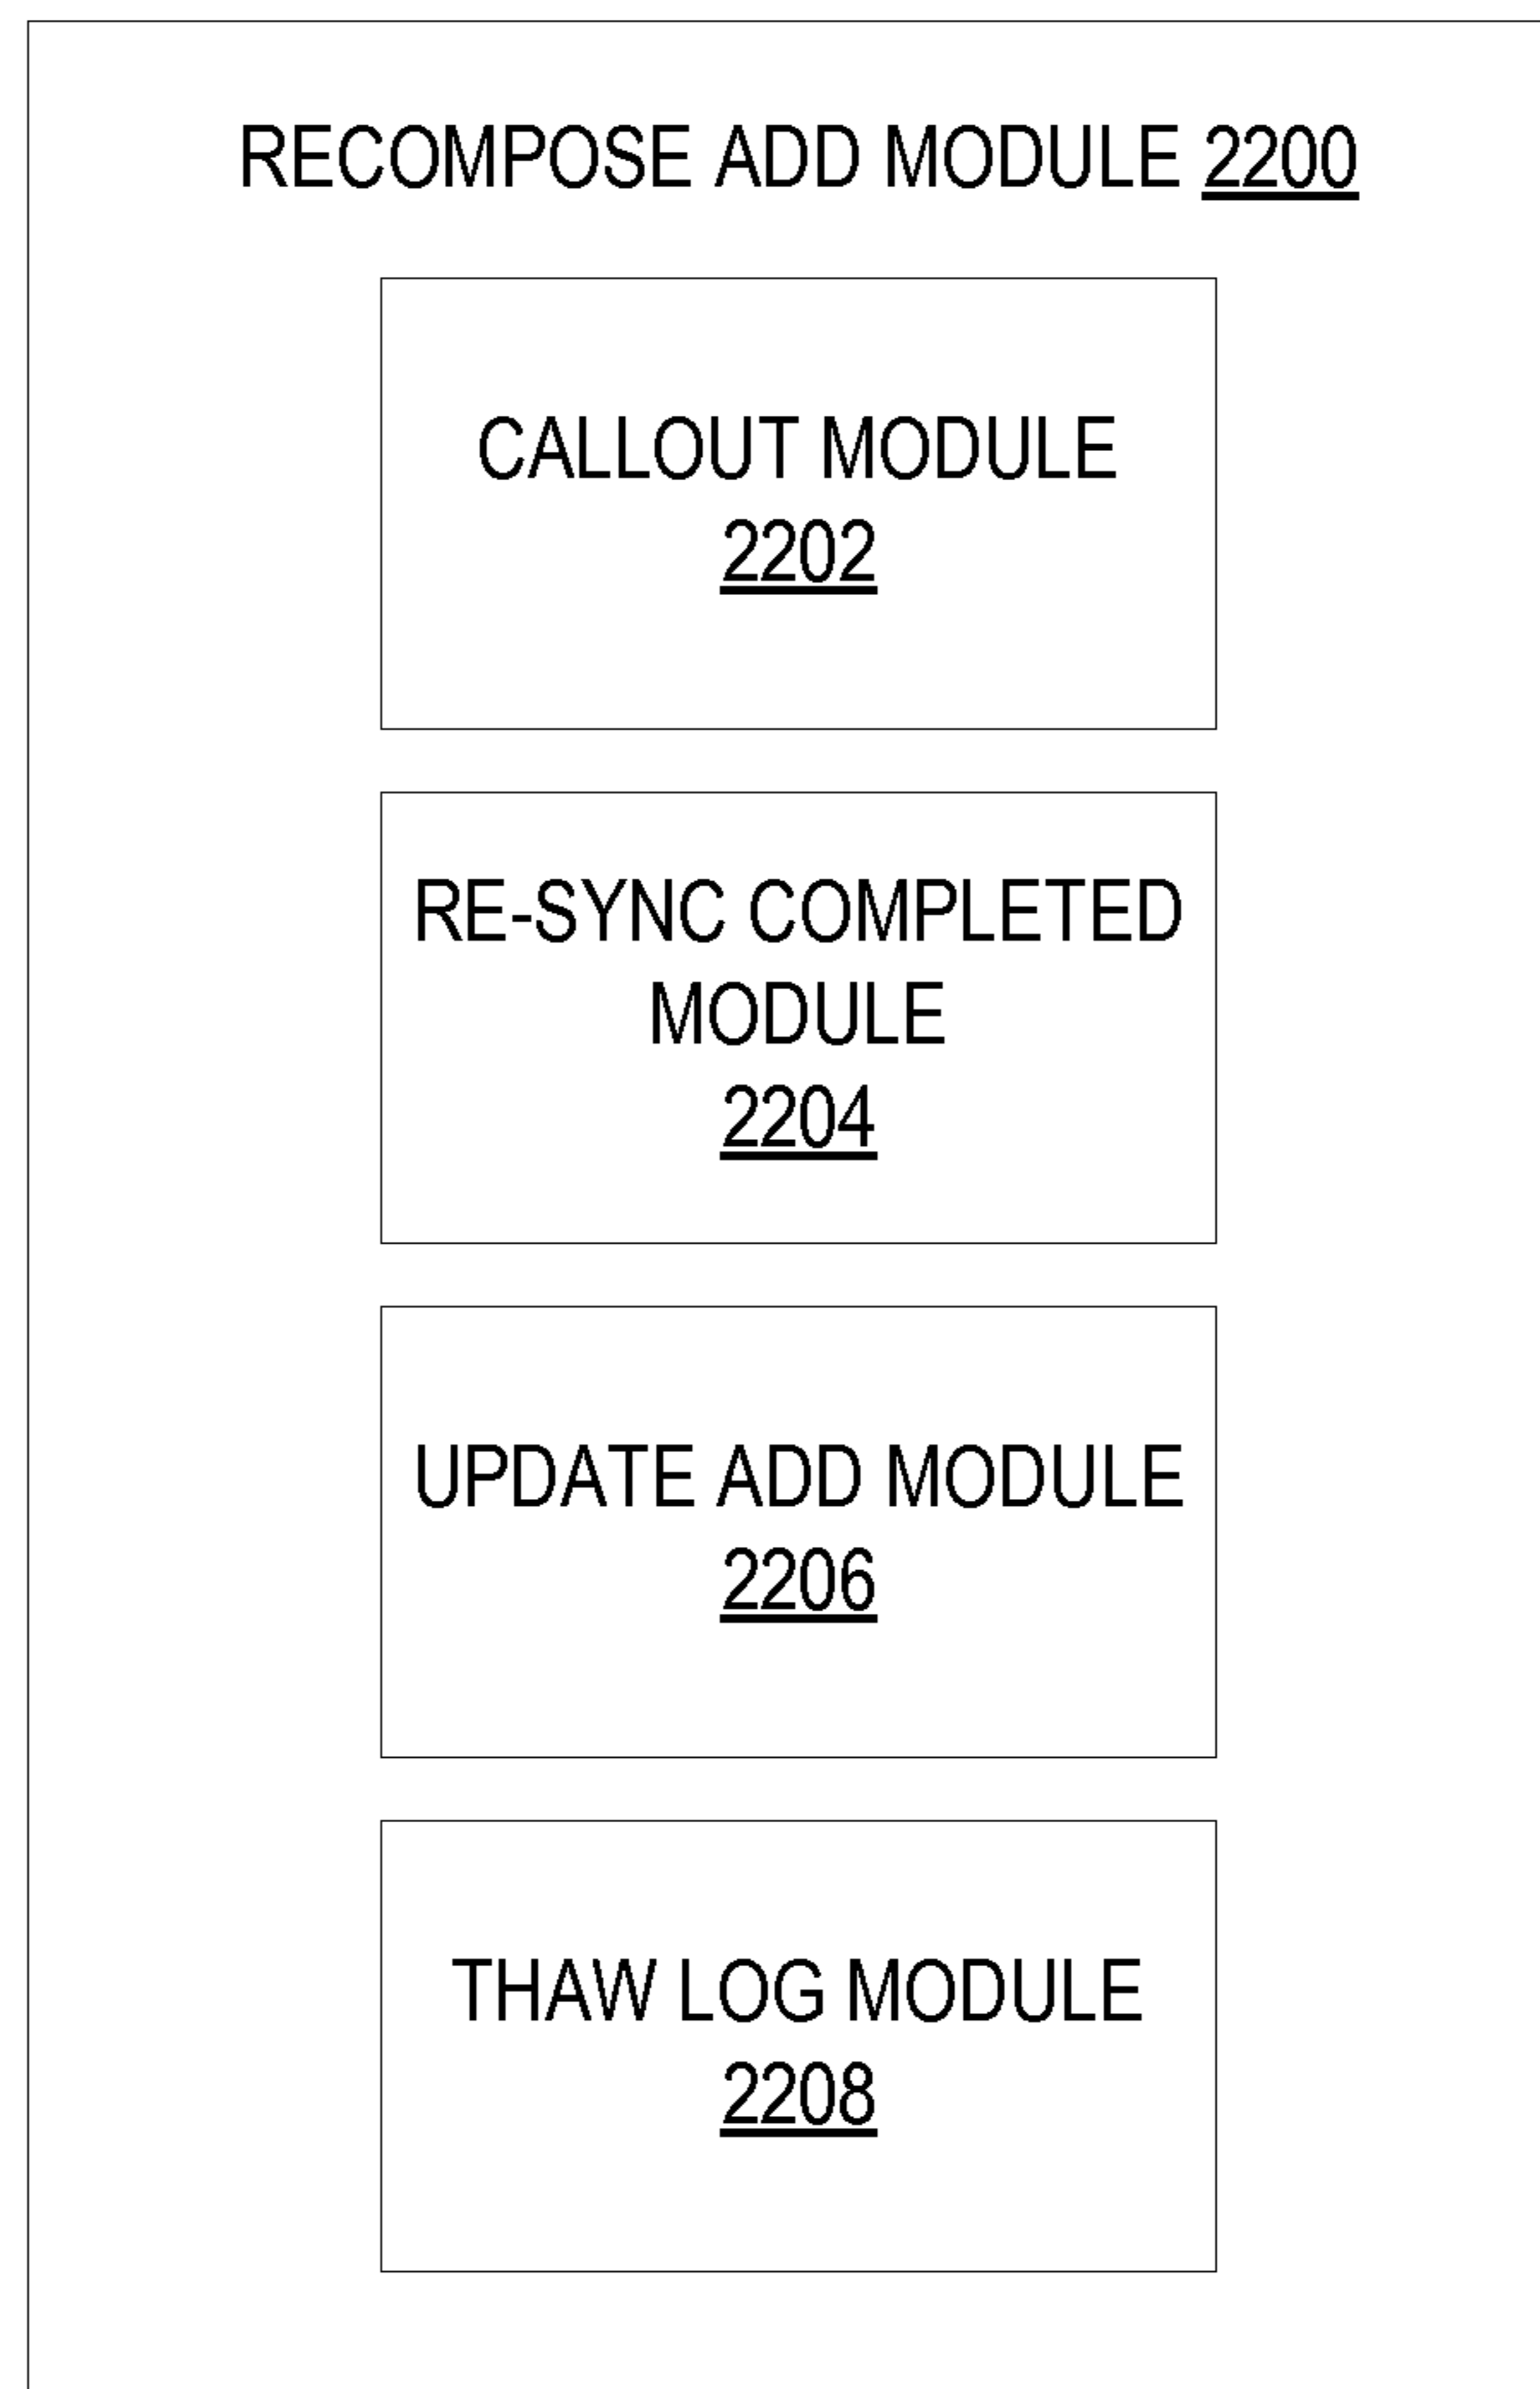 RECOMPOSE ADD MODULE 2200
CALLOUT MODULE
2202
RE-SYNC COMPLETED
MODULE
2204
UPDATE ADD MODULE
2206
THAW LOG MODULE
2208